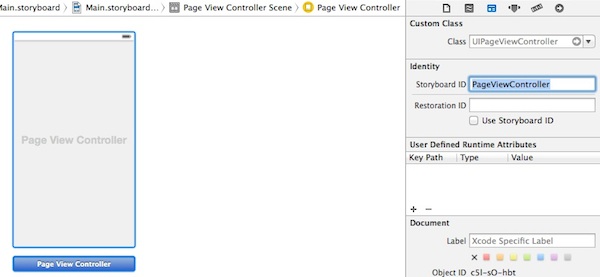 Main.storyboard Main.storyboard... Page View Controller Scene Page View Controller
Custom Class
Class UIPageViewController
Identity
Storyboard ID PageViewController
Restoration ID
Use Storyboard ID
User Defined Runtime Attributes
Key Path Type Value
Page View Controller
+ -
Document
Label Xcode Specific Label
Page View Controller
Object ID c5I-sO-hbt